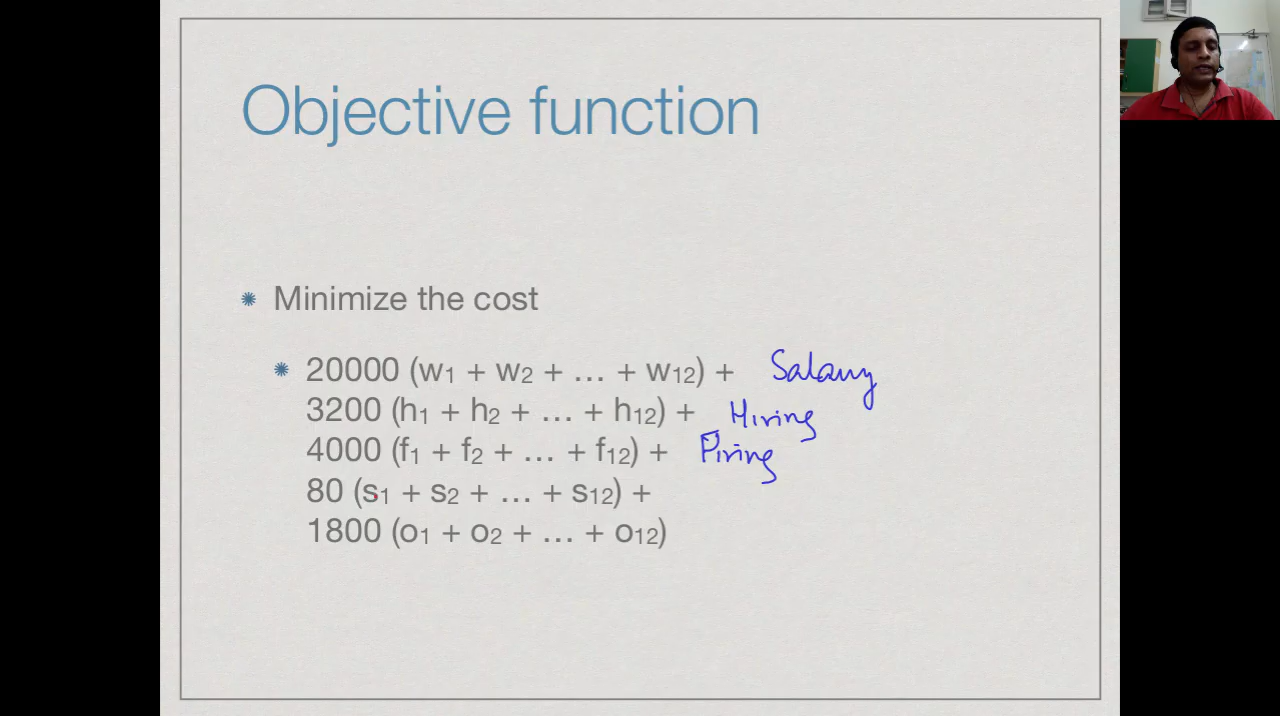 Objective function
Minimize the cost
20000 (w₁ + w₂ + … + w₁₂) + Salary
3200 (h₁ + h₂ + … + h₁₂) + Hiring
4000 (f₁ + f₂ + … + f₁₂) + Firing
80 (s₁ + s₂ + … + s₁₂) +
1800 (o₁ + o₂ + … + o₁₂)